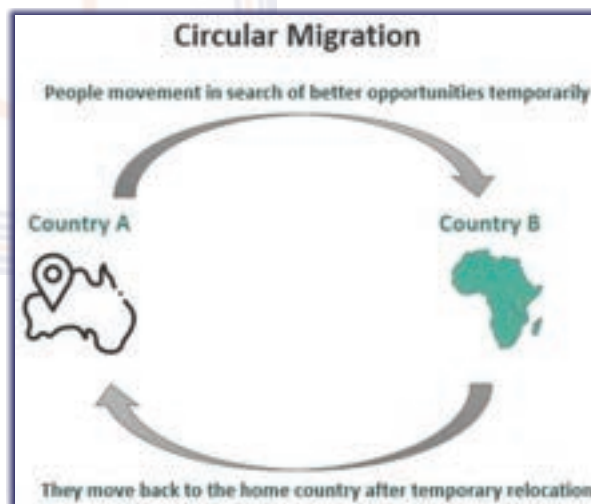 Circular Migration
People movement in search of better opportunities temporarily
Country A
Country B
They move back to the home country after temporary relocation